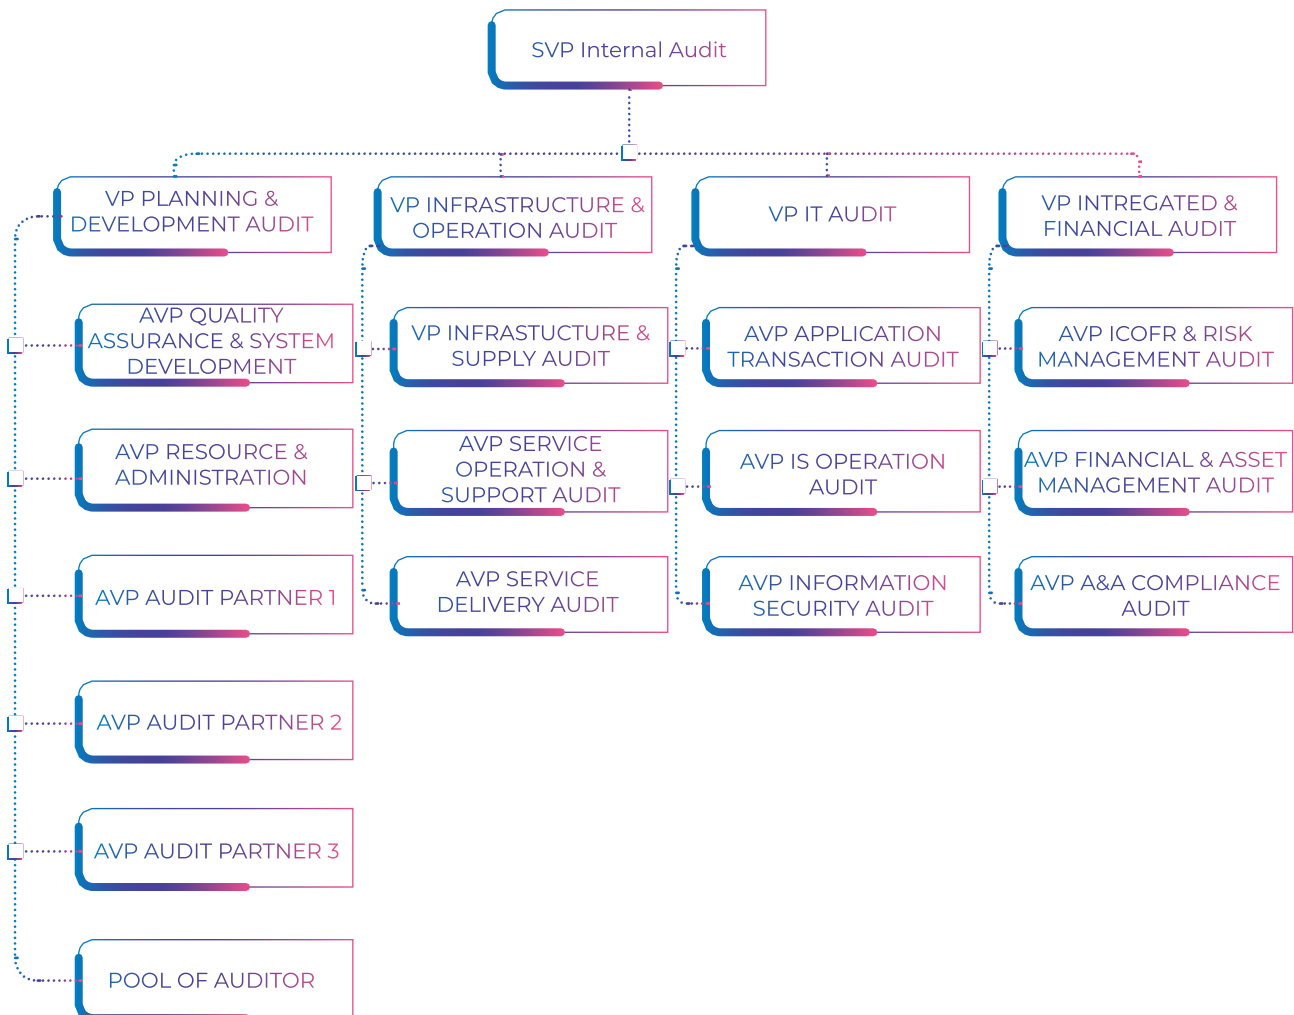 SVP Internal Audit
VP PLANNING &
DEVELOPMENT AUDIT
VP INFRASTRUCTURE &
OPERATION AUDIT
VP IT AUDIT
VP INTREGATED &
FINANCIAL AUDIT
AVP QUALITY
ASSURANCE & SYSTEM
DEVELOPMENT
AVP RESOURCE &
ADMINISTRATION
AVP AUDIT PARTNER 1
AVP AUDIT PARTNER 2
AVP AUDIT PARTNER 3
POOL OF AUDITOR
VP INFRASTUCTURE &
SUPPLY AUDIT
AVP SERVICE
OPERATION &
SUPPORT AUDIT
AVP SERVICE
DELIVERY AUDIT
AVP APPLICATION
TRANSACTION AUDIT
AVP IS OPERATION
AUDIT
AVP INFORMATION
SECURITY AUDIT
AVP ICOFR & RISK
MANAGEMENT AUDIT
AVP FINANCIAL & ASSET
MANAGEMENT AUDIT
AVP A&A COMPLIANCE
AUDIT